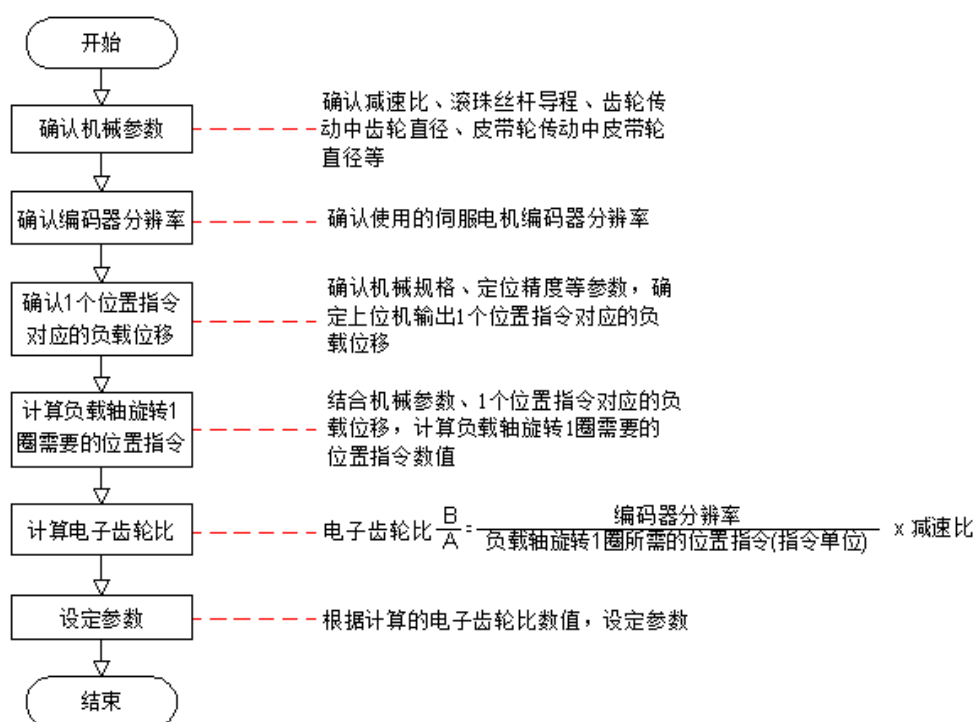 开始
确认机械参数
确认减速比、滚珠丝杆导程、齿轮传
动中齿轮直径、皮带轮传动中皮带轮
直径等
确认编码器分辨率
确认使用的伺服电机编码器分辨率
确认1个位置指令
对应的负载位移
确认机械规格、定位精度等参数，确
定上位机输出1个位置指令对应的负
载位移
计算负载轴旋转1
圈需要的位置指令
结合机械参数、1个位置指令对应的负
载位移，计算负载轴旋转1圈需要的
位置指令数值
计算电子齿轮比
电子齿轮比 B/A = 编码器分辨率 / 负载轴旋转1圈所需的位置指令(指令单位) x 减速比
设定参数
根据计算的电子齿轮比数值，设定参数
结束